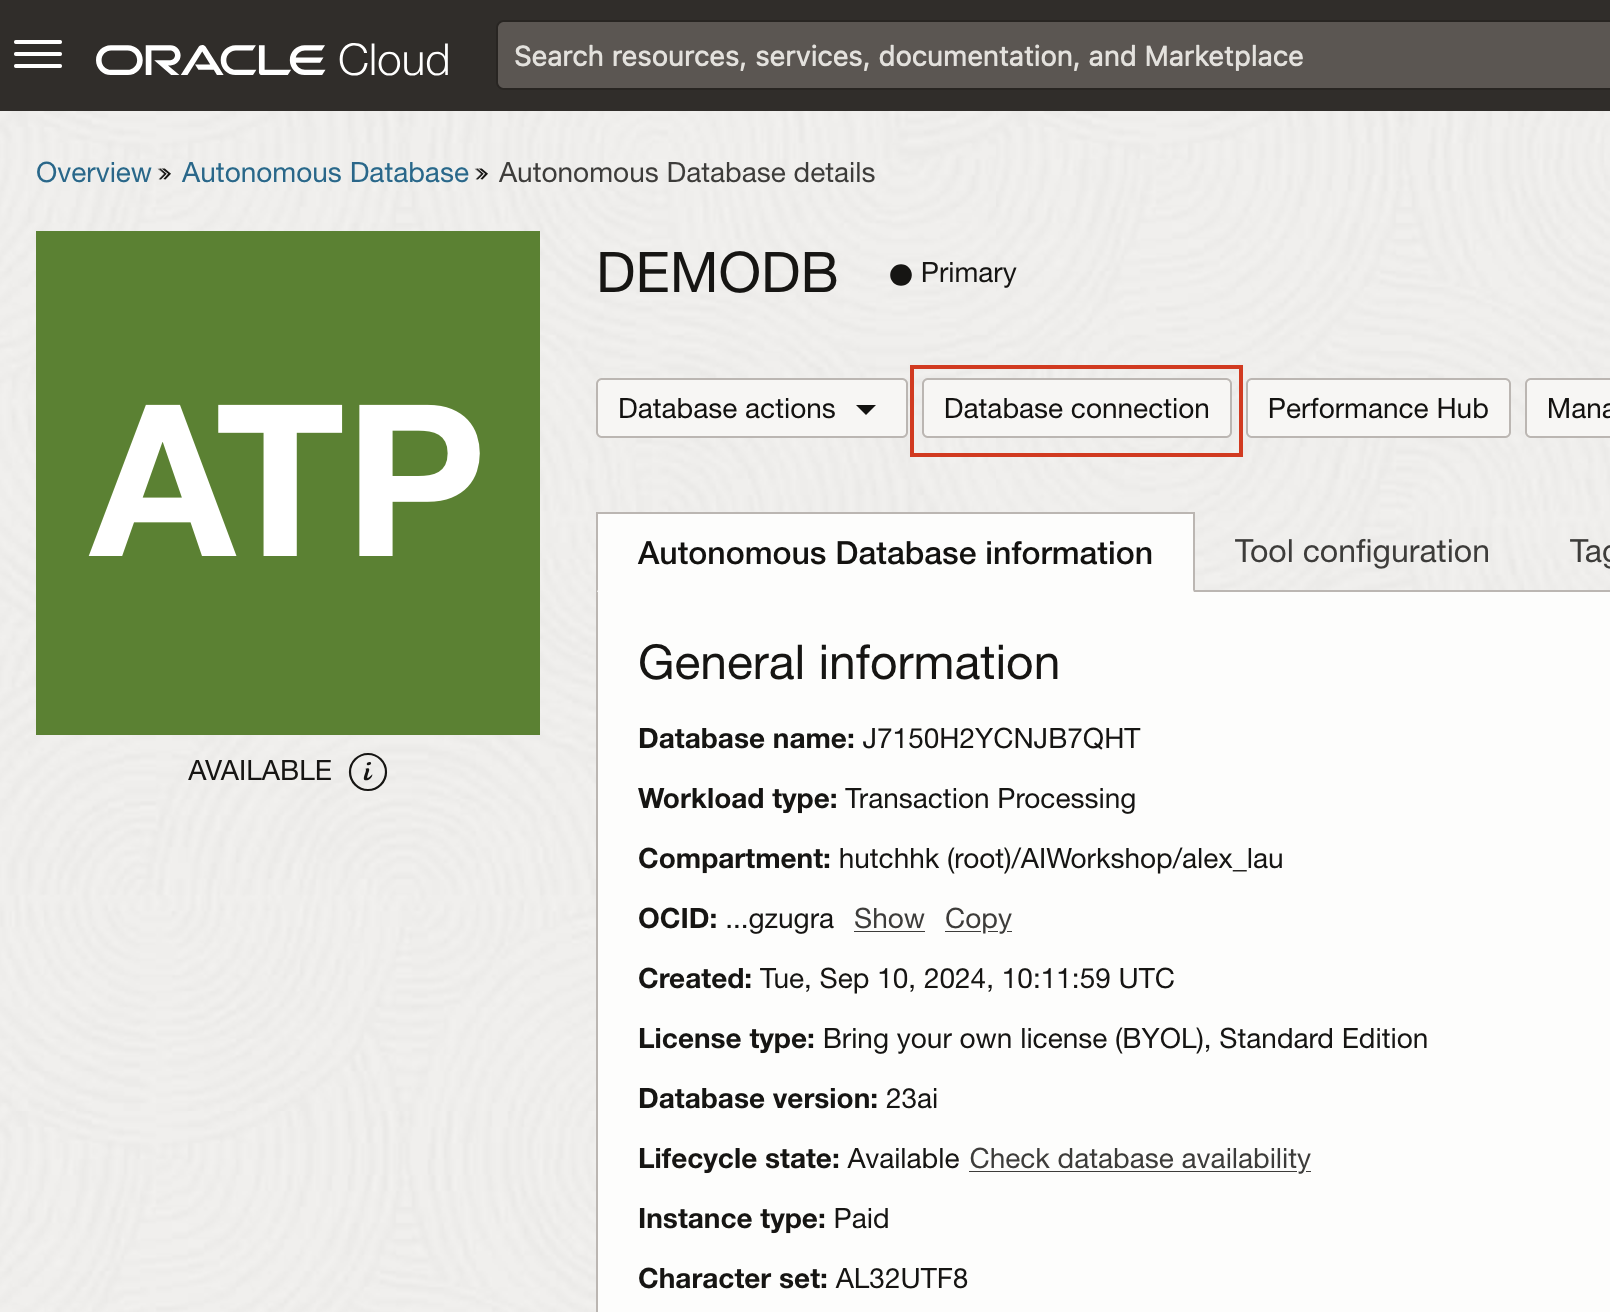 ORACLE Cloud
Search resources, services, documentation, and Marketplace
Overview » Autonomous Database » Autonomous Database details
ATP
AVAILABLE i
DEMODB
Primary
Database actions Database connection Performance Hub Mana
Autonomous Database information Tool configuration Tag
General information
Database name: J7150H2YCNJB7QHT
Workload type: Transaction Processing
Compartment: hutchhk (root)/AIWorkshop/alex_lau
OCID: ...gzugra Show Copy
Created: Tue, Sep 10, 2024, 10:11:59 UTC
License type: Bring your own license (BYOL), Standard Edition
Database version: 23ai
Lifecycle state: Available Check database availability
Instance type: Paid
Character set: AL32UTF8